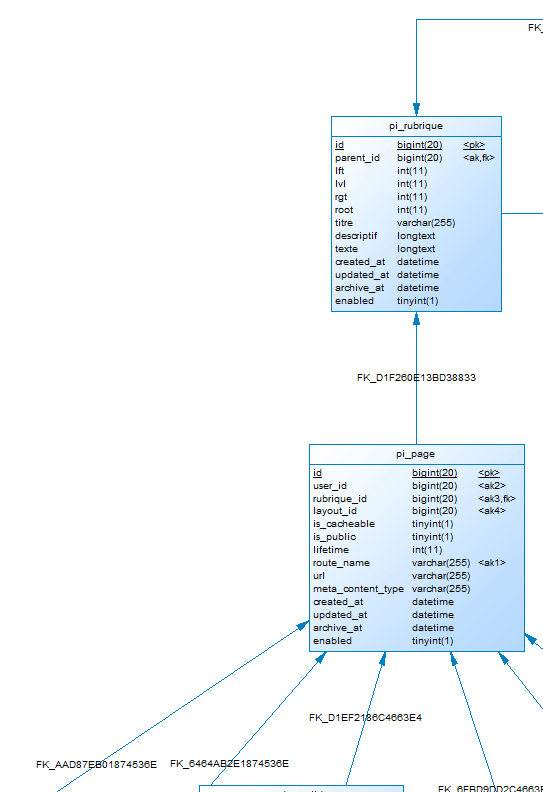 FK_
pi_rubrique
id bigint(20) <pk>
parent_id bigint(20) <ak,fk>
lft int(11)
lvl int(11)
rgt int(11)
root int(11)
titre varchar(255)
descriptif longtext
texte longtext
created_at datetime
updated_at datetime
archive_at datetime
enabled tinyint(1)
FK_D1F260E13BD38833
pi_page
id bigint(20) <pk>
user_id bigint(20) <ak2>
rubrique_id bigint(20) <ak3,fk>
layout_id bigint(20) <ak4>
is_cacheable tinyint(1)
is_public tinyint(1)
lifetime int(11)
route_name varchar(255) <ak1>
url varchar(255)
meta_content_type varchar(255)
created_at datetime
updated_at datetime
archive_at datetime
enabled tinyint(1)
FK_D1EF2186C4663E4
FK_AAD87EB01874536E FK_6464AB2E1874536E